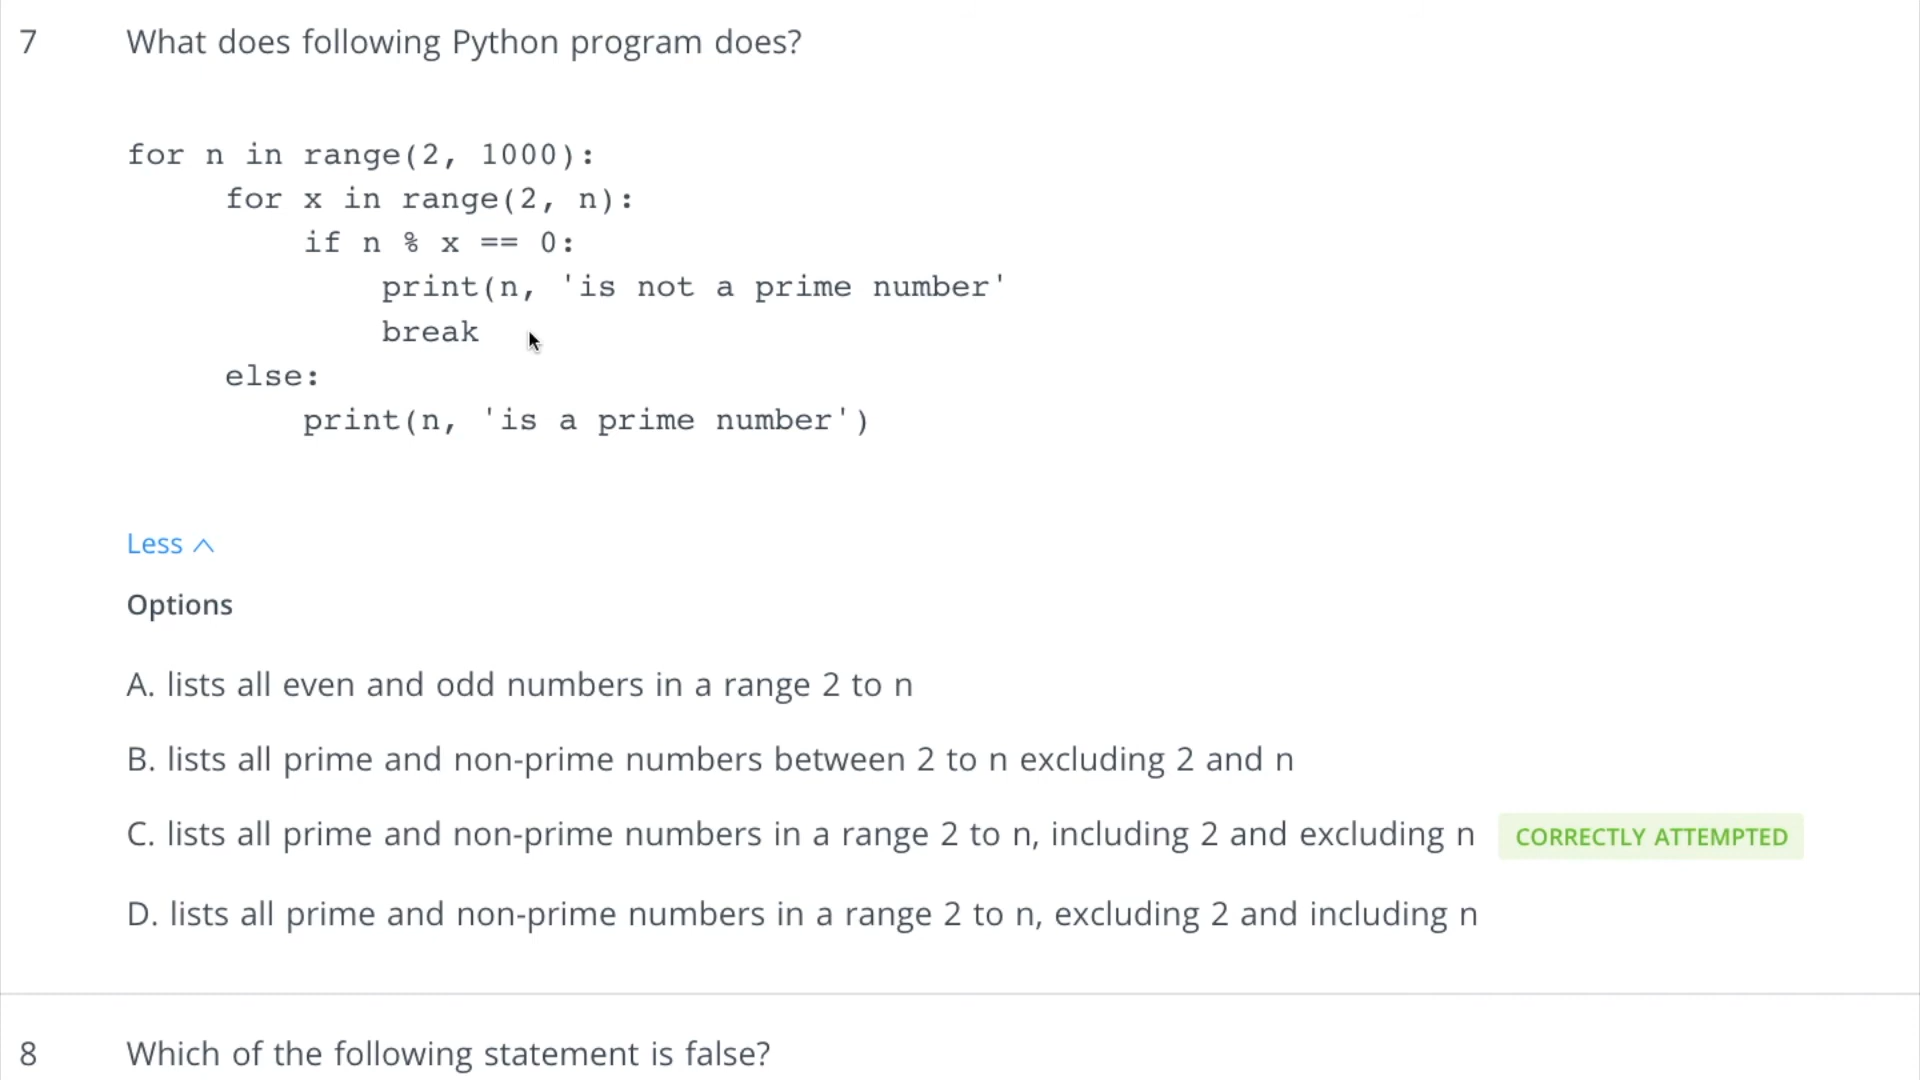 7
What does following Python program does?
for n in range(2, 1000):
for x in range(2, n):
if n % x == 0:
print(n, 'is not a prime number'
break
else:
print(n, 'is a prime number')
Less
Options
A. lists all even and odd numbers in a range 2 to n
B. lists all prime and non-prime numbers between 2 to n excluding 2 and n
C. lists all prime and non-prime numbers in a range 2 to n, including 2 and excluding n CORRECTLY ATTEMPTED
D. lists all prime and non-prime numbers in a range 2 to n, excluding 2 and including n
8
Which of the following statement is false?